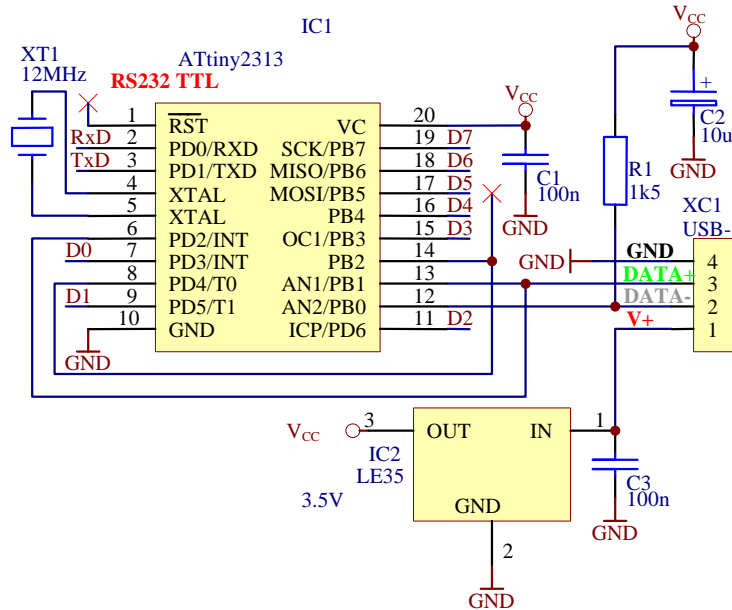 IC1
ATtiny2313
XT1
12MHz
RS232 TTL
VCC
VCC
+
C2
10u
GND
1
RST
VC
20
RxD
2
PD0/RXD
SCK/PB7
19
D7
TxD
3
PD1/TXD
MISO/PB6
18
D6
4
XTAL
MOSI/PB5
17
D5
5
XTAL
PB4
16
D4
6
PD2/INT
OC1/PB3
15
D3
D0
7
PD3/INT
PB2
14
8
PD4/T0
AN1/PB1
13
D1
9
PD5/T1
AN2/PB0
12
10
GND
ICP/PD6
11
D2
GND
C1
100n
GND
R1
1k5
XC1
USB-
GND
GND
4
DATA+
3
DATA-
2
V+
1
VCC
3
OUT
IN
1
IC2
LE35
3.5V
GND
2
GND
C3
100n
GND